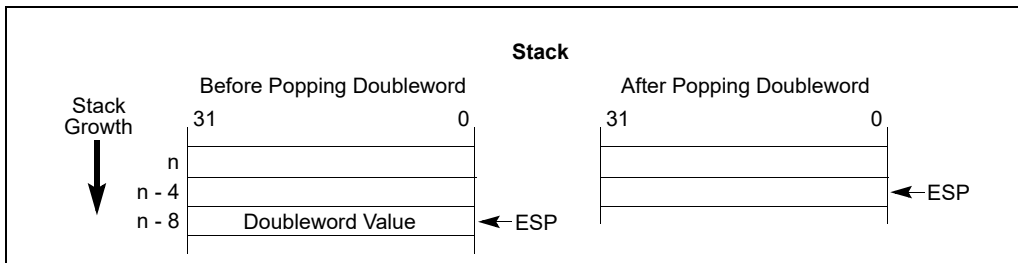 Stack
Before Popping Doubleword
After Popping Doubleword
Stack
Growth
31 0
31 0
n
n - 4
ESP
n - 8 Doubleword Value ESP